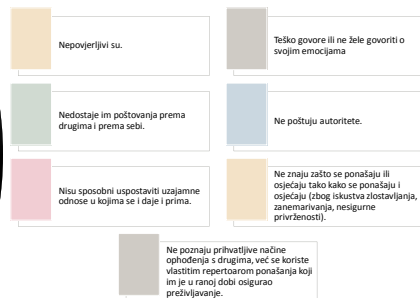 Nepovjerljivi su.
Teško govore ili ne žele govoriti o
svojim emocijama
Nedostaje im poštovanja prema
drugima i prema sebi.
Ne poštuju autoritete.
Nisu sposobni uspostaviti uzajamne
odnose u kojima se i daje i prima.
Ne znaju zašto se ponašaju ili
osjećaju tako kako se ponašaju i
osjećaju (zbog iskustva zlostavljanja,
zanemarivanja, nesigurne
privrženosti).
Ne poznaju prihvatljive načine
ophođenja s drugima, već se koriste
vlastitim repertoarom ponašanja koji
im je u ranoj dobi osigurao
preživljavanje.